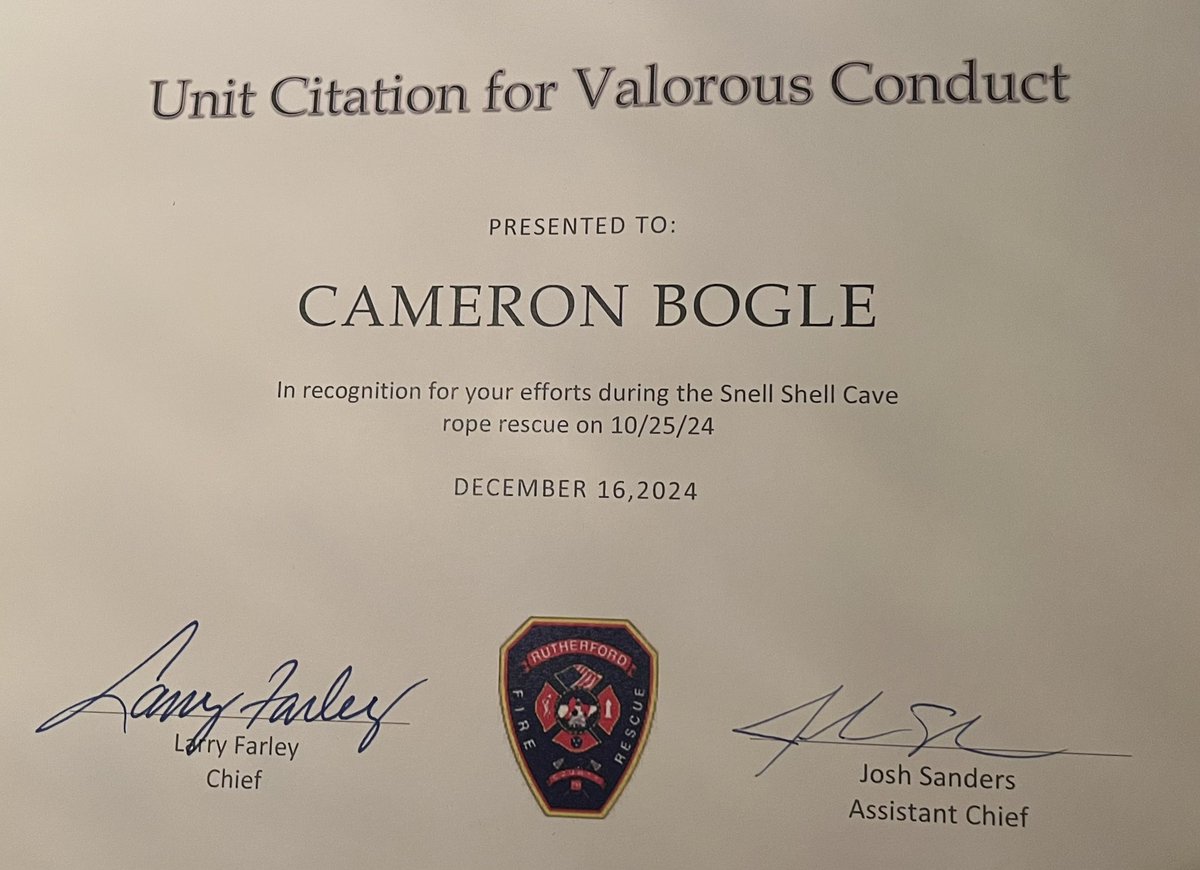 Unit Citation for Valorous Conduct
PRESENTED TO:
CAMERON BOGLE
In recognition for your efforts during the Snell Shell Cave
rope rescue on 10/25/24
DECEMBER 16,2024
Larry Farley
Larry Farley
Chief
RUTHERFORD
FIRE
RESCUE
Josh Sanders
Assistant Chief